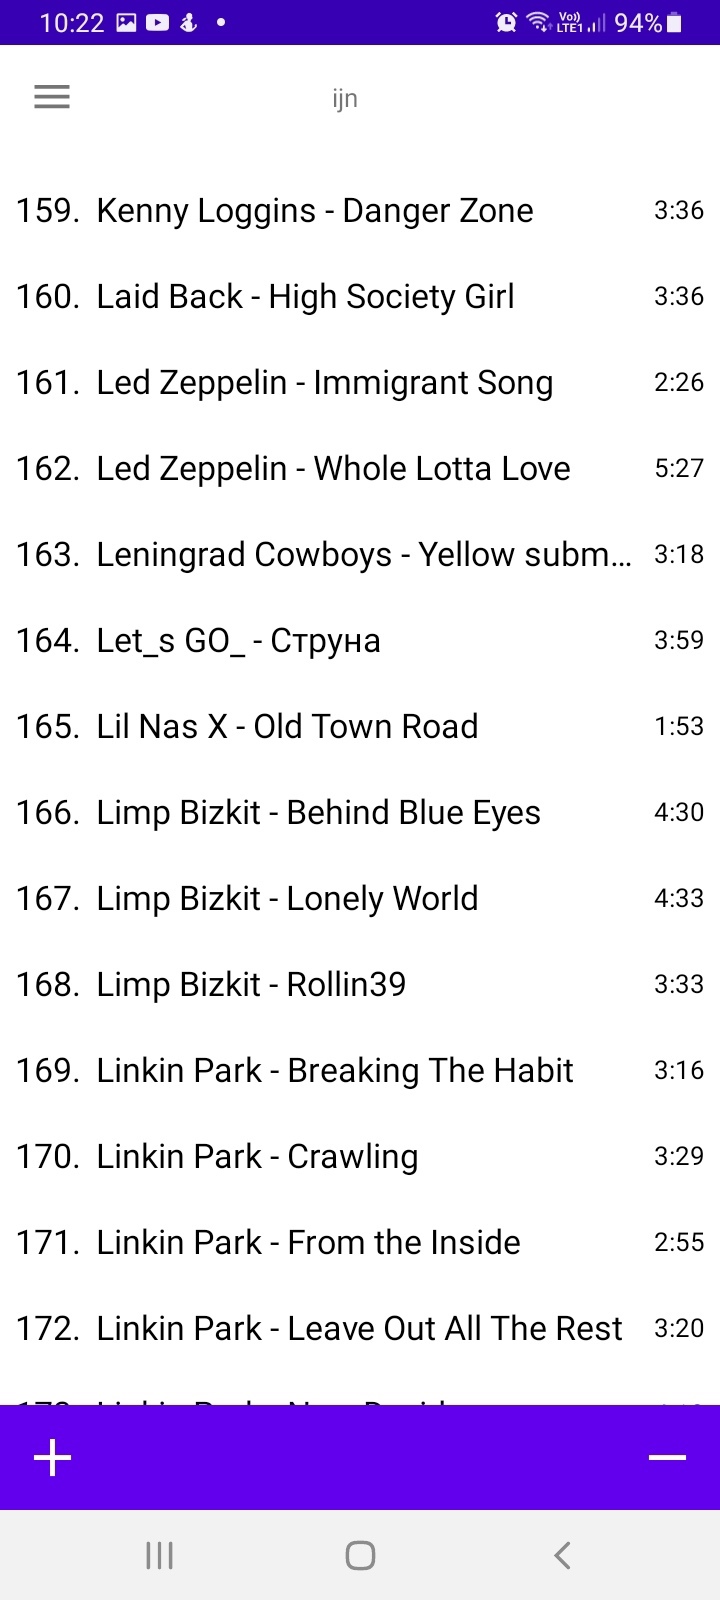 10:22 Vo)) LTE1 94%
ijn
159. Kenny Loggins - Danger Zone 3:36
160. Laid Back - High Society Girl 3:36
161. Led Zeppelin - Immigrant Song 2:26
162. Led Zeppelin - Whole Lotta Love 5:27
163. Leningrad Cowboys - Yellow subm... 3:18
164. Let_s GO_ - Струна 3:59
165. Lil Nas X - Old Town Road 1:53
166. Limp Bizkit - Behind Blue Eyes 4:30
167. Limp Bizkit - Lonely World 4:33
168. Limp Bizkit - Rollin39 3:33
169. Linkin Park - Breaking The Habit 3:16
170. Linkin Park - Crawling 3:29
171. Linkin Park - From the Inside 2:55
172. Linkin Park - Leave Out All The Rest 3:20